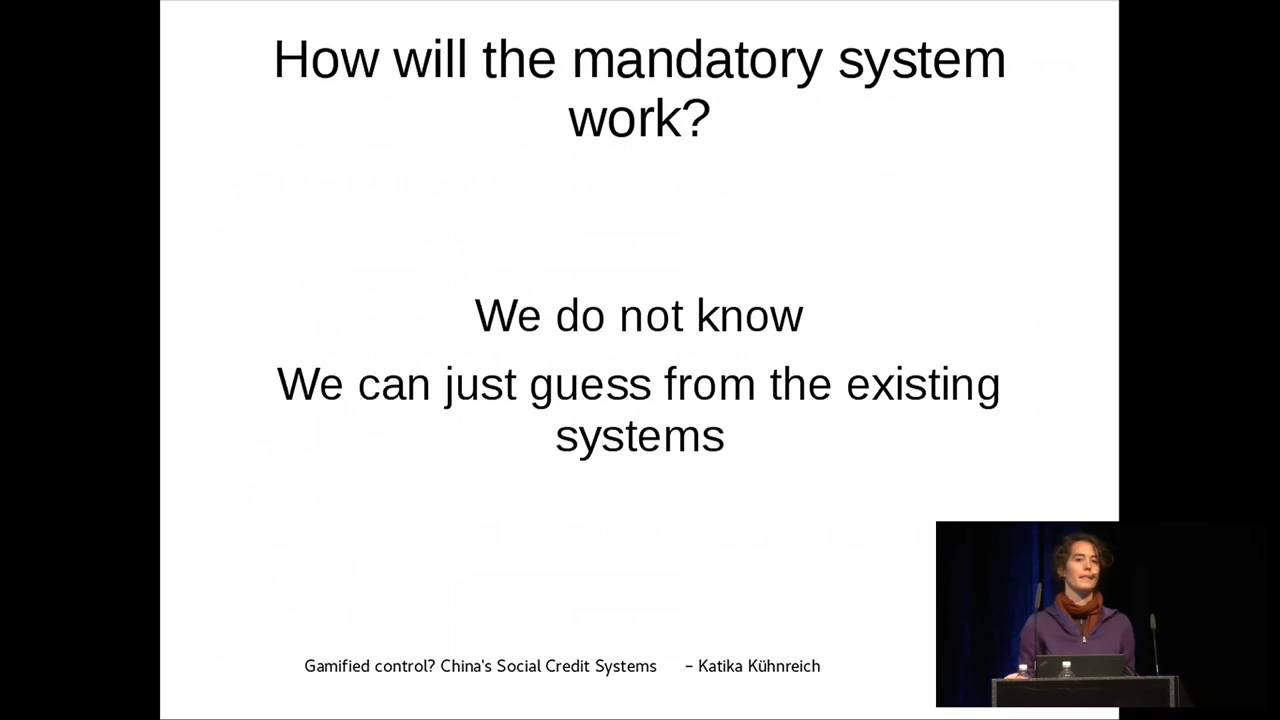 How will the mandatory system
work?
We do not know
We can just guess from the existing
systems
Gamified control? China's Social Credit Systems – Katika Kühnreich